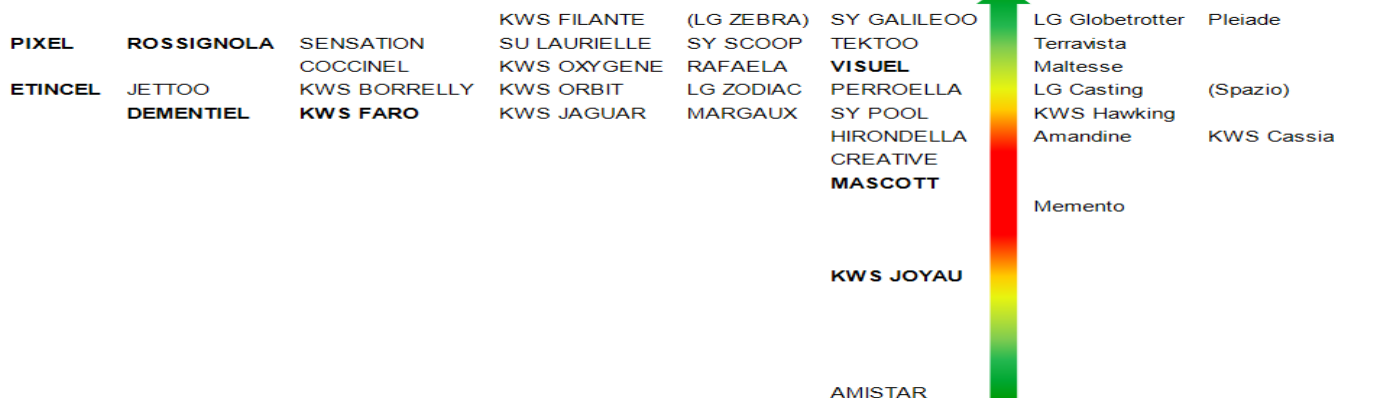 KWS FILANTE (LG ZEBRA) SY GALILEOO LG Globetrotter Pleiade
PIXEL ROSSIGNOLA SENSATION SU LAURIELLE SY SCOOP TEKTOO Terravista
COCCINEL KWS OXYGENE RAFAELA VISUEL Maltesse
ETINCEL JETTOO KWS BORRELLY KWS ORBIT LG ZODIAC PERROELLA LG Casting (Spazio)
DEMENTIEL KWS FARO KWS JAGUAR MARGAUX SY POOL KWS Hawking
HIRONDELLA Amandine KWS Cassia
CREATIVE
MASCOTT
Memento
KWS JOYAU
AMISTAR